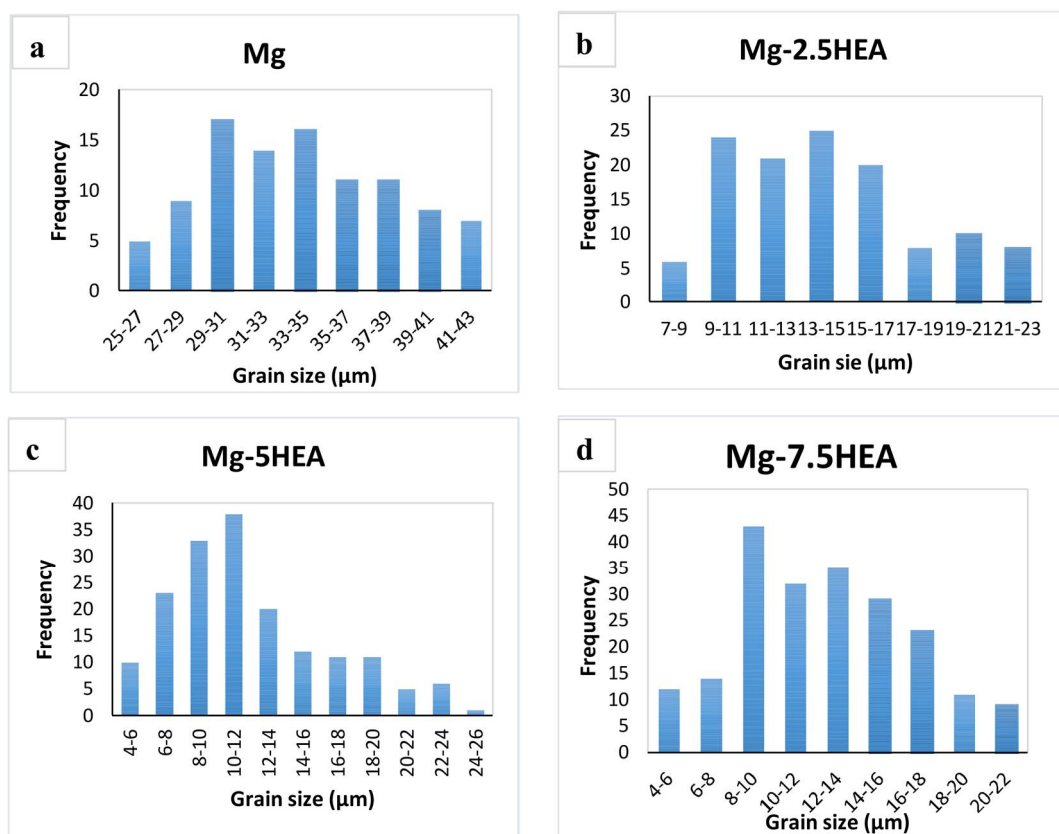 a
Mg
20
15
10
5
0
Frequency
25-27 27-29 29-31 31-33 33-35 35-37 37-39 39-41 41-43
Grain size (μm)
b
Mg-2.5HEA
30
25
20
15
10
5
0
Frequency
7-9 9-11 11-13 13-15 15-17 17-19 19-21 21-23
Grain sie (μm)
c
Mg-5HEA
40
35
30
25
20
15
10
5
0
Frequency
4-6 6-8 8-10 10-12 12-14 14-16 16-18 18-20 20-22 22-24 24-26
Grain size (μm)
d
Mg-7.5HEA
50
45
40
35
30
25
20
15
10
5
0
Frequency
4-6 6-8 8-10 10-12 12-14 14-16 16-18 18-20 20-22
Grain size (μm)